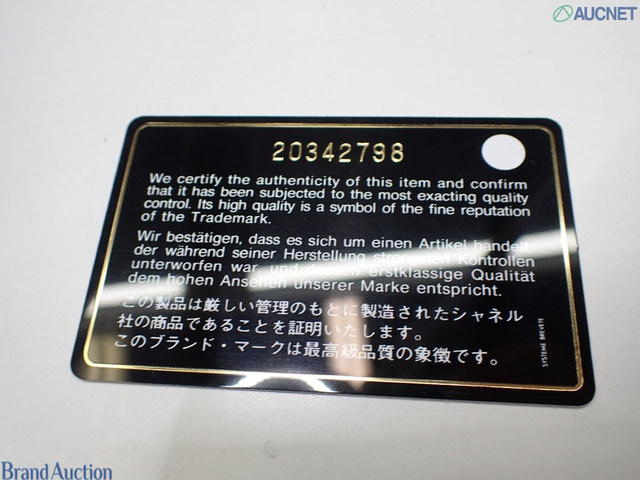 AUCNET
20342798
We certify the authenticity of this item and confirm
that it has been subjected to the most exacting quality
control. Its high quality is a symbol of the fine reputation
of the Trademark.
Wir bestätigen, dass es sich um einen Artikel handelt
der während seiner Herstellung strengsten Kontrollen
unterworfen war, und dessen erstklassige Qualität
dem hohen Ansehen unserer Marke entspricht.
この製品は厳しい管理のもとに製造されたシャネル
社の商品であることを証明いたします。
このブランド・マークは最高級品質の象徴です。
SYSTEME BREVETE
Brand Auction